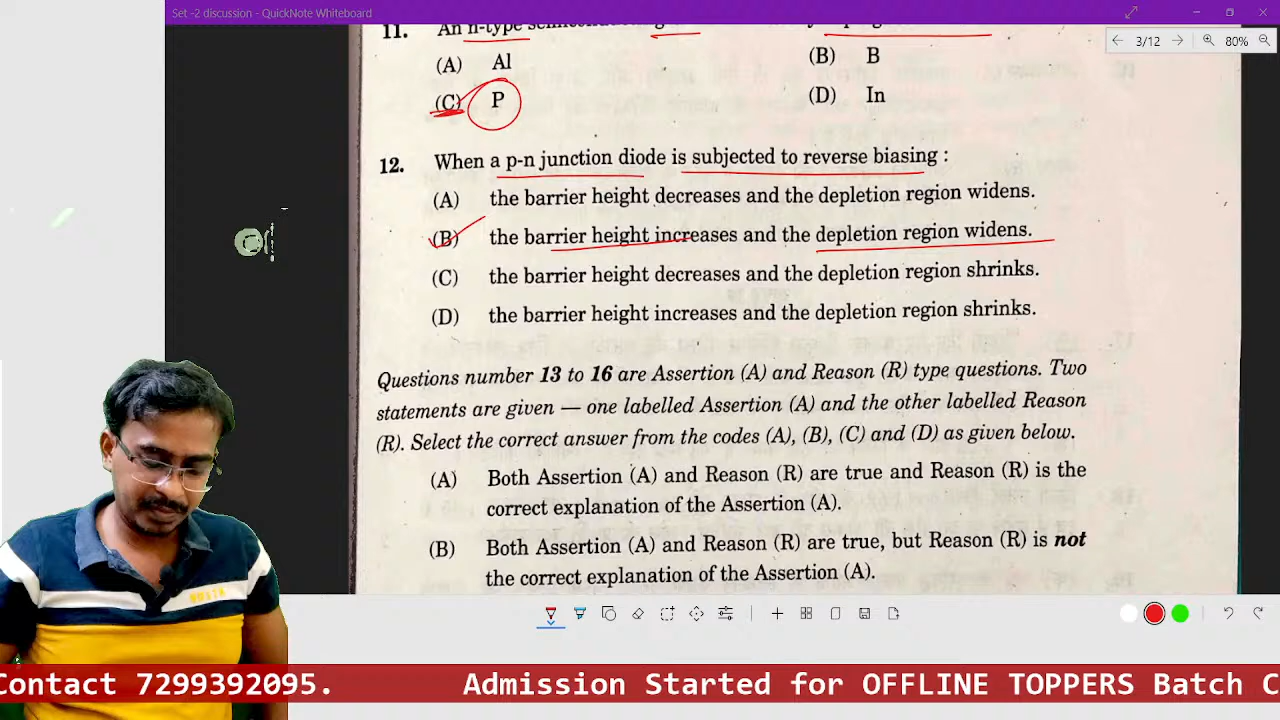 Set -2 discussion - QuickNote Whiteboard
3/12
80%
11. An n-type
(A) Al
(B) B
(C) P
(D) In
12. When a p-n junction diode is subjected to reverse biasing :
(A) the barrier height decreases and the depletion region widens.
(B) the barrier height increases and the depletion region widens.
(C) the barrier height decreases and the depletion region shrinks.
(D) the barrier height increases and the depletion region shrinks.
Questions number 13 to 16 are Assertion (A) and Reason (R) type questions. Two
statements are given — one labelled Assertion (A) and the other labelled Reason
(R). Select the correct answer from the codes (A), (B), (C) and (D) as given below.
(A) Both Assertion (A) and Reason (R) are true and Reason (R) is the
correct explanation of the Assertion (A).
(B) Both Assertion (A) and Reason (R) are true, but Reason (R) is not
the correct explanation of the Assertion (A).
Contact 7299392095. Admission Started for OFFLINE TOPPERS Batch C